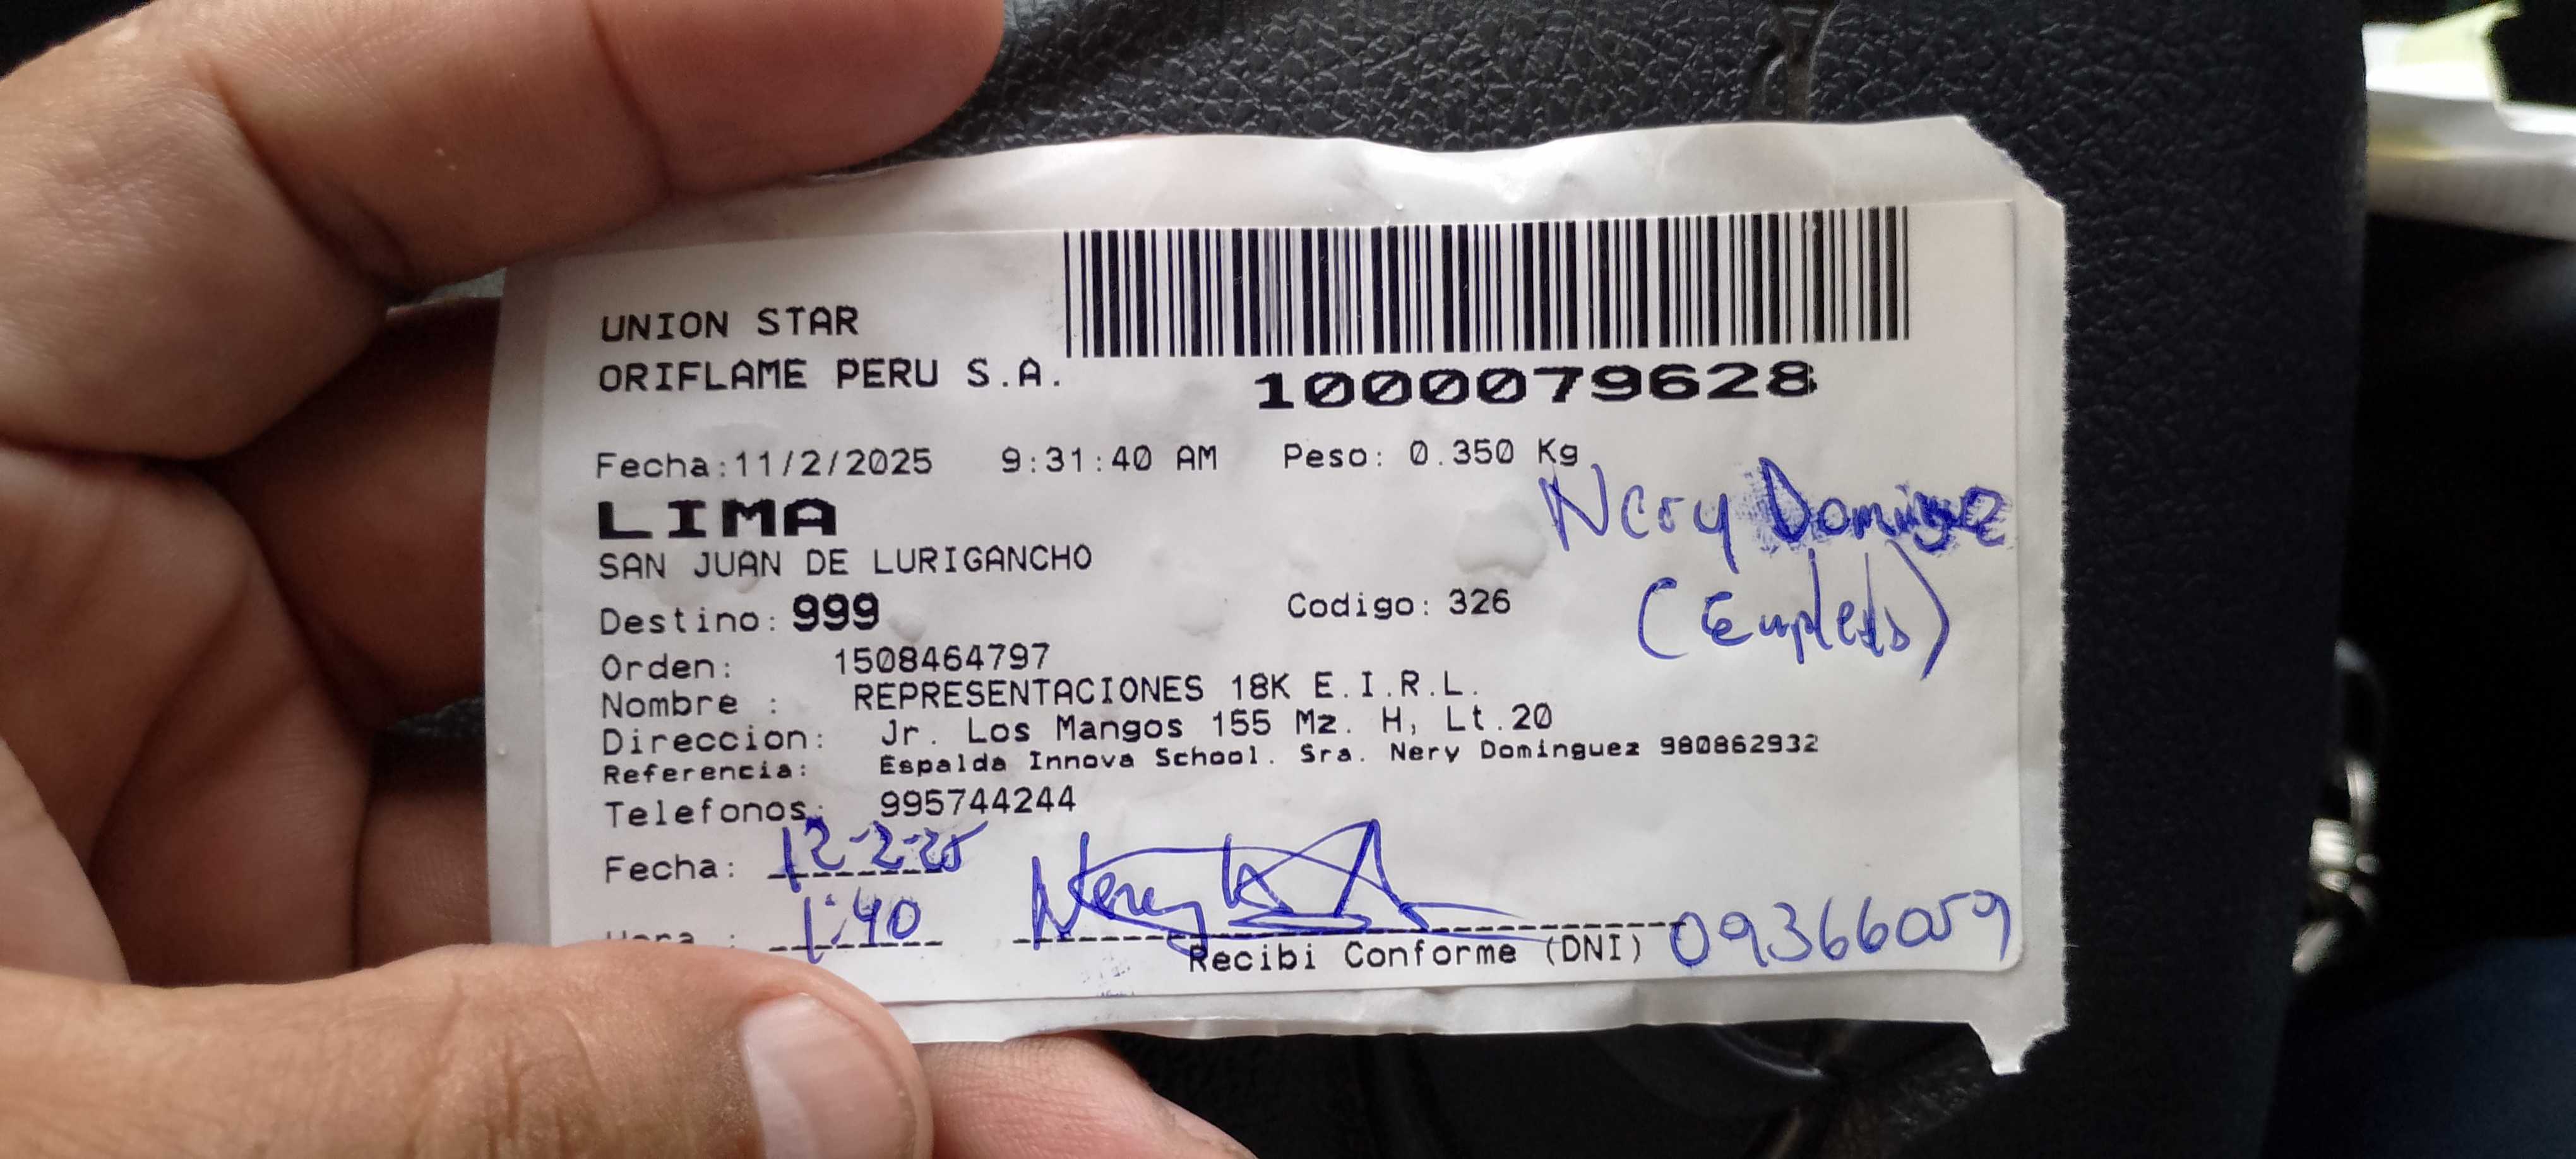 UNION STAR
ORIFLAME PERU S.A.
1000079628
Fecha:11/2/2025 9:31:40 AM Peso: 0.350 Kg
LIMA
SAN JUAN DE LURIGANCHO
Nery Dominguez
Destino: 999 Codigo: 326
Orden: 1508464797
Nombre : REPRESENTACIONES 18K E.I.R.L.
Direccion: Jr. Los Mangos 155 Mz. H, Lt.20
Referencia: Espalda Innova School. Sra. Nery Dominguez 980862932
Telefonos: 995744244
Fecha: 12-2-25
Hora : 1:40 Nery
Recibi Conforme (DNI) 09366059